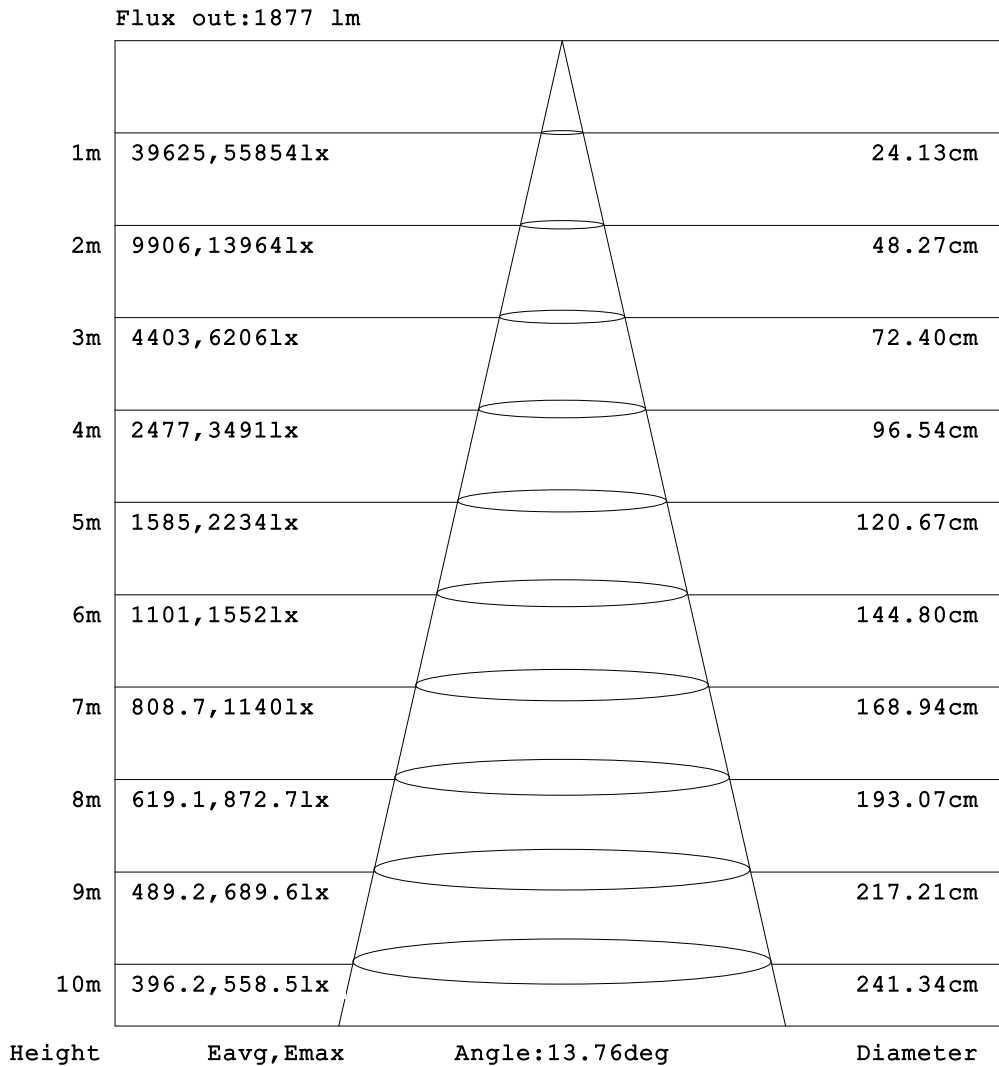 Flux out:1877 lm
1m 39625,55854lx 24.13cm
2m 9906,13964lx 48.27cm
3m 4403,6206lx 72.40cm
4m 2477,3491lx 96.54cm
5m 1585,2234lx 120.67cm
6m 1101,1552lx 144.80cm
7m 808.7,1140lx 168.94cm
8m 619.1,872.7lx 193.07cm
9m 489.2,689.6lx 217.21cm
10m 396.2,558.5lx 241.34cm
Height Eavg,Emax Angle:13.76deg Diameter